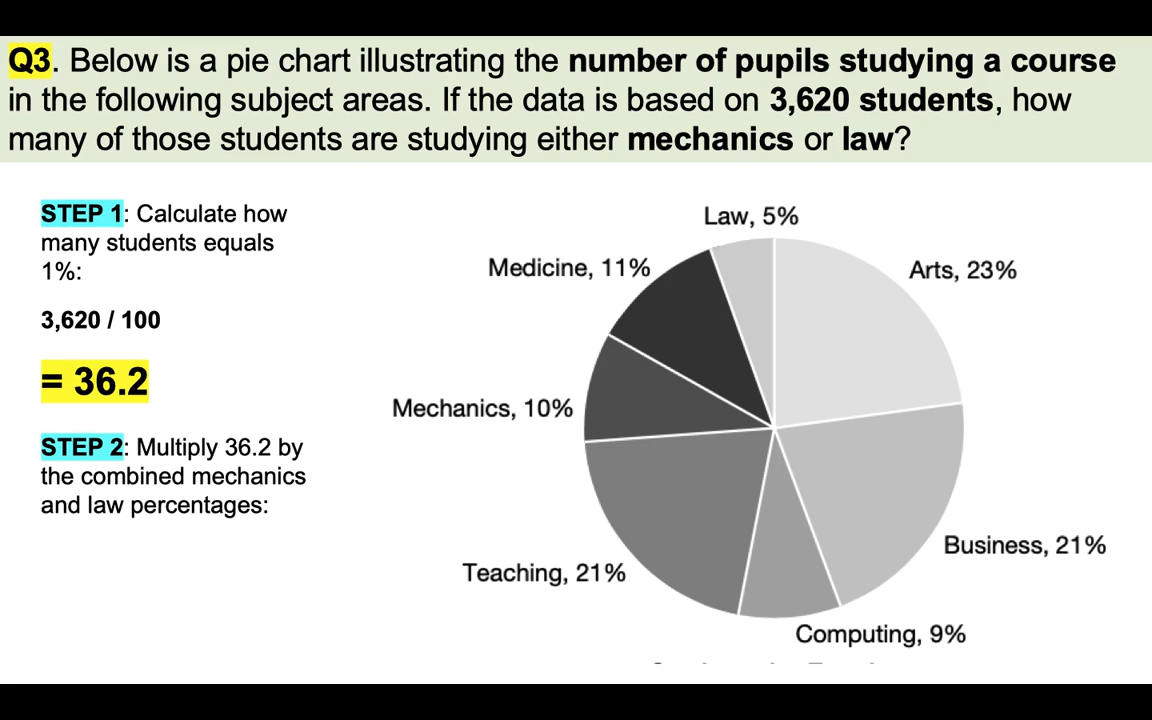 Q3. Below is a pie chart illustrating the number of pupils studying a course
in the following subject areas. If the data is based on 3,620 students, how
many of those students are studying either mechanics or law?
STEP 1: Calculate how
many students equals
1%:
3,620 / 100
= 36.2
STEP 2: Multiply 36.2 by
the combined mechanics
and law percentages:
Law, 5%
Medicine, 11%
Arts, 23%
Mechanics, 10%
Business, 21%
Teaching, 21%
Computing, 9%